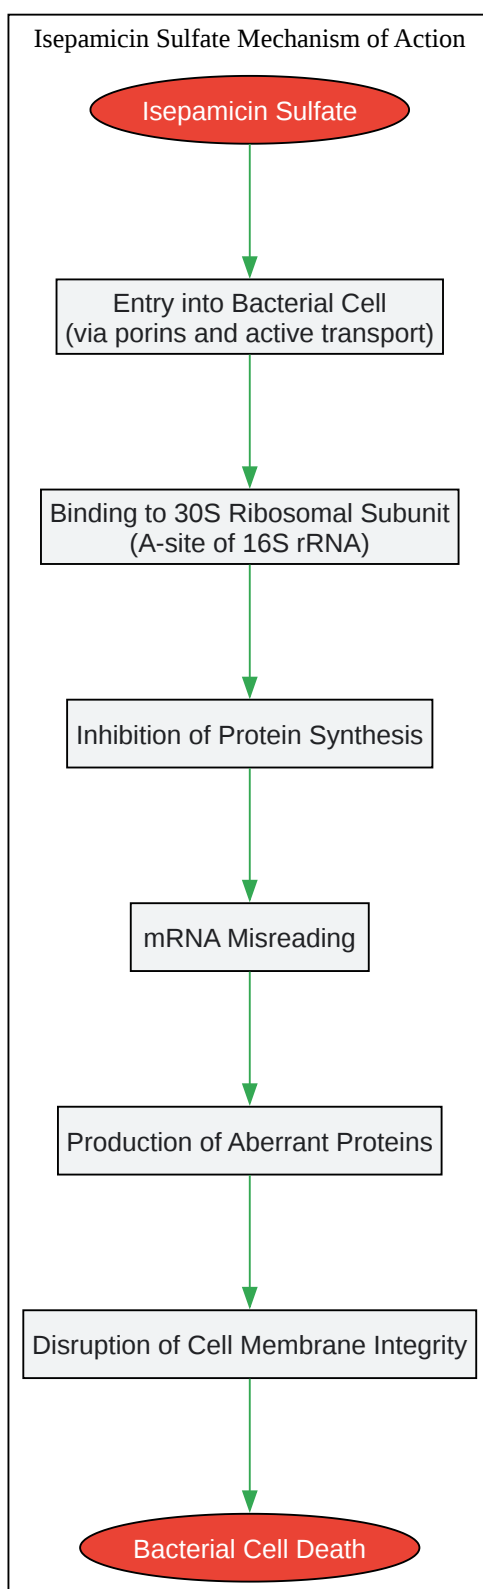 Isepamicin Sulfate Mechanism of Action
Isepamicin Sulfate
Entry into Bacterial Cell
(via porins and active transport)
Binding to 30S Ribosomal Subunit
(A-site of 16S rRNA)
Inhibition of Protein Synthesis
mRNA Misreading
Production of Aberrant Proteins
Disruption of Cell Membrane Integrity
Bacterial Cell Death